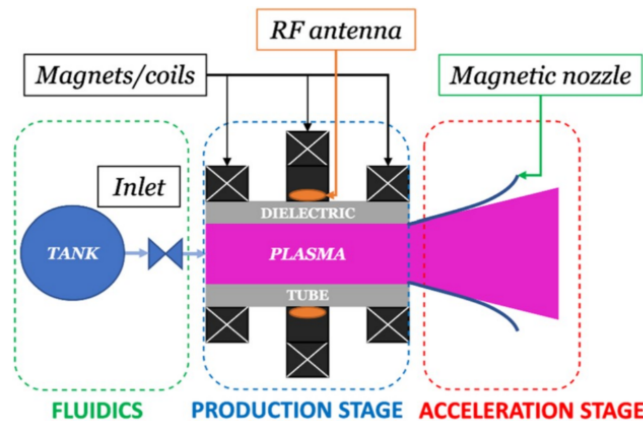 RF antenna
Magnets/coils
Magnetic nozzle
Inlet
DIELECTRIC
TANK
PLASMA
TUBE
FLUIDICS
PRODUCTION STAGE
ACCELERATION STAGE